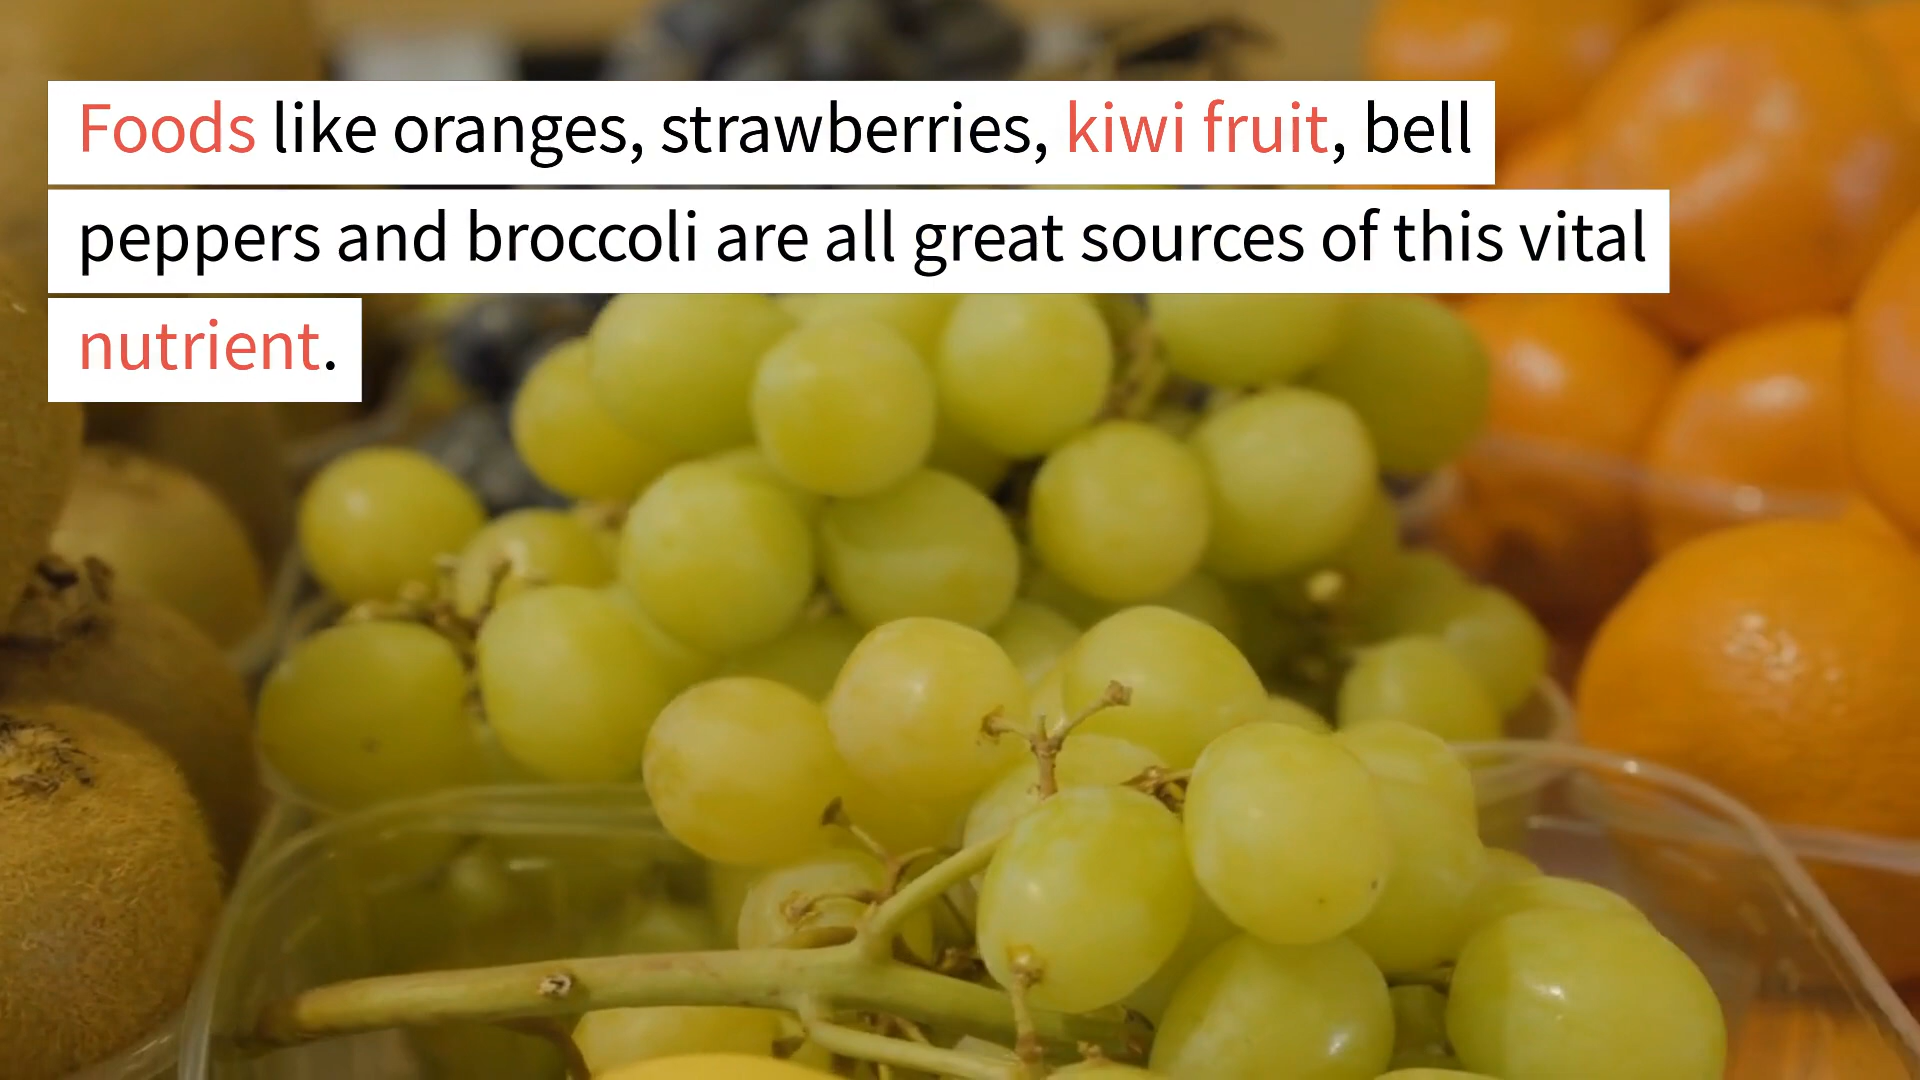 Foods like oranges, strawberries, kiwi fruit, bell
peppers and broccoli are all great sources of this vital
nutrient.